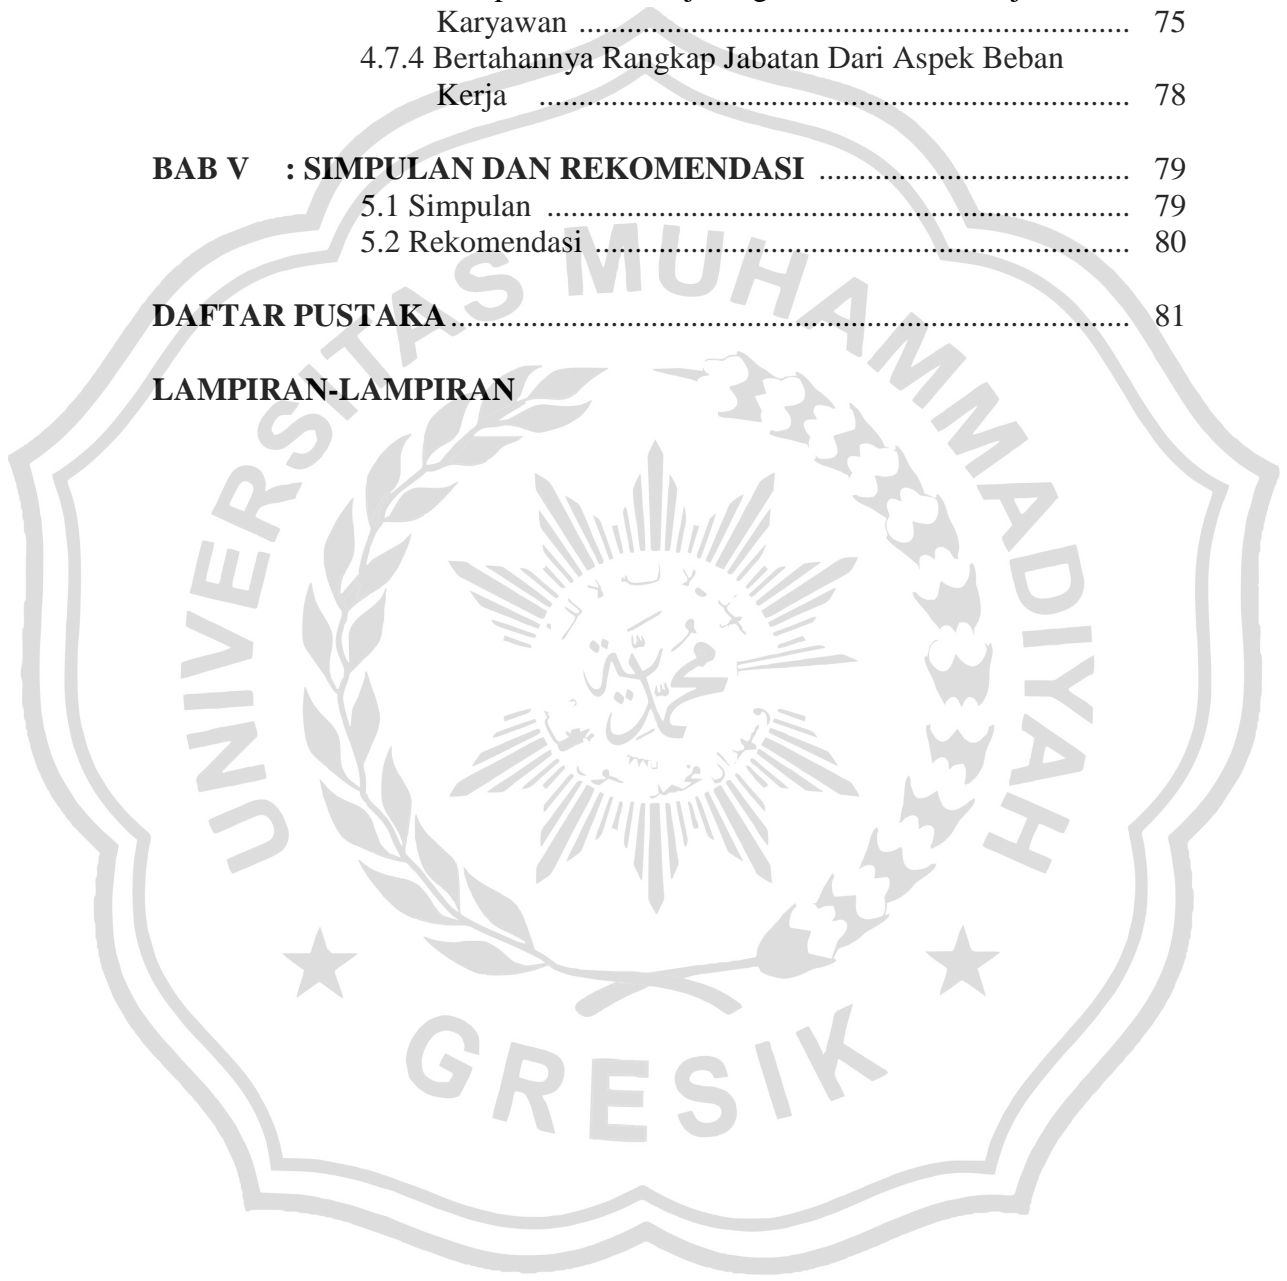 Karyawan ..................................................................... 75
4.7.4 Bertahannya Rangkap Jabatan Dari Aspek Beban
Kerja .......................................................................... 78
BAB V : SIMPULAN DAN REKOMENDASI ....................................... 79
5.1 Simpulan ......................................................................... 79
5.2 Rekomendasi ................................................................... 80
DAFTAR PUSTAKA ..................................................................................... 81
LAMPIRAN-LAMPIRAN
UNIVERSITAS MUHAMMADIYAH
GRESIK